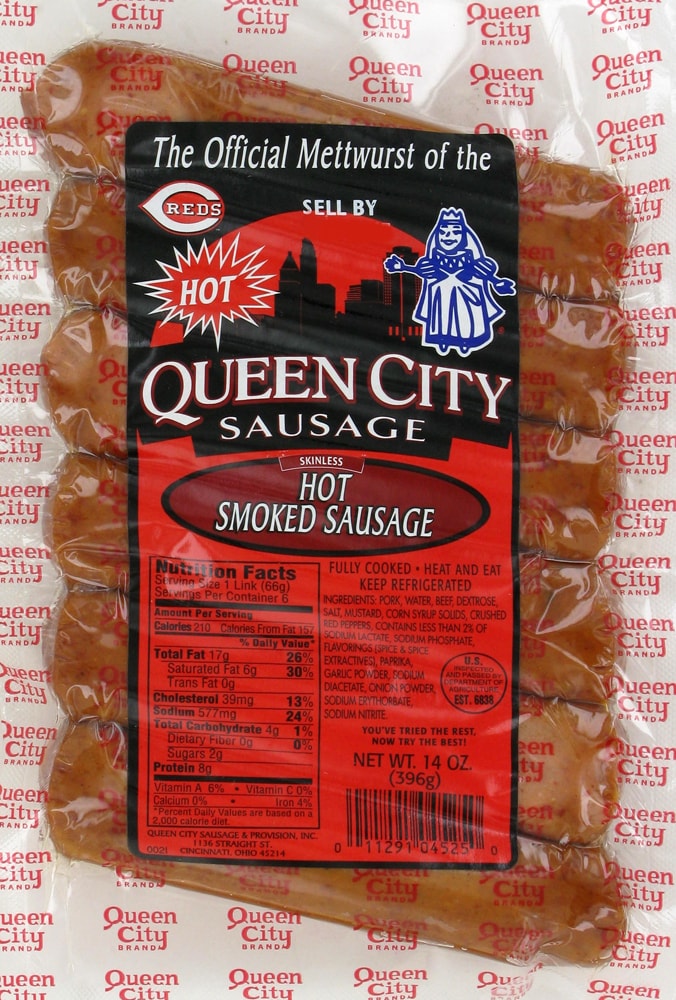 The Official Mettwurst of the
REDS
SELL BY
HOT
QUEEN CITY
SAUSAGE
SKINLESS
HOT
SMOKED SAUSAGE
Nutrition Facts
Serving Size 1 Link (66g)
Servings Per Container 6
Amount Per Serving
Calories 210 Calories From Fat 157
% Daily Value*
Total Fat 17g 26%
Saturated Fat 6g 30%
Trans Fat 0g
Cholesterol 39mg 13%
Sodium 577mg 24%
Total Carbohydrate 4g 1%
Dietary Fiber 0g 0%
Sugars 2g
Protein 8g
Vitamin A 6% • Vitamin C 0%
Calcium 0% • Iron 4%
*Percent Daily Values are based on a
2,000 calorie diet.
QUEEN CITY SAUSAGE & PROVISION, INC.
1136 STRAIGHT ST.
0021 CINCINNATI, OHIO 45214
FULLY COOKED • HEAT AND EAT
KEEP REFRIGERATED
INGREDIENTS: PORK, WATER, BEEF, DEXTROSE,
SALT, MUSTARD, CORN SYRUP SOLIDS, CRUSHED
RED PEPPERS, CONTAINS LESS THAN 2% OF
SODIUM LACTATE, SODIUM PHOSPHATE,
FLAVORINGS (SPICE & SPICE
EXTRACTIVES), PAPRIKA,
GARLIC POWDER, SODIUM
DIACETATE, ONION POWDER,
SODIUM ERYTHORBATE,
SODIUM NITRITE.
U.S.
INSPECTED
AND PASSED BY
DEPARTMENT OF
AGRICULTURE
EST. 6838
YOU'VE TRIED THE REST,
NOW TRY THE BEST!
NET WT. 14 OZ.
(396g)
0 11291 04525 0
Queen
City
BRAND